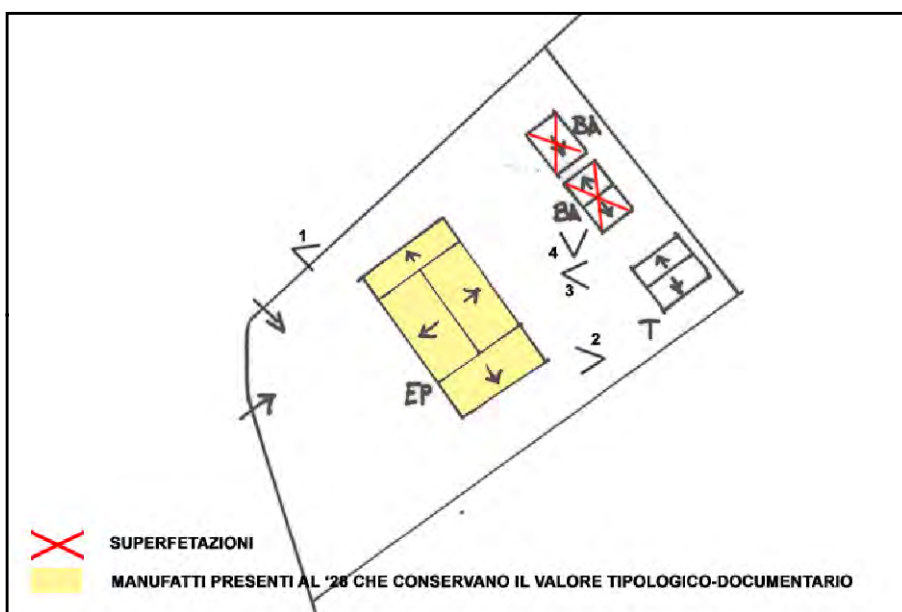 BA
BA
1
4
3
T
2
EP
SUPERFETAZIONI
MANUFATTI PRESENTI AL '28 CHE CONSERVANO IL VALORE TIPOLOGICO-DOCUMENTARIO